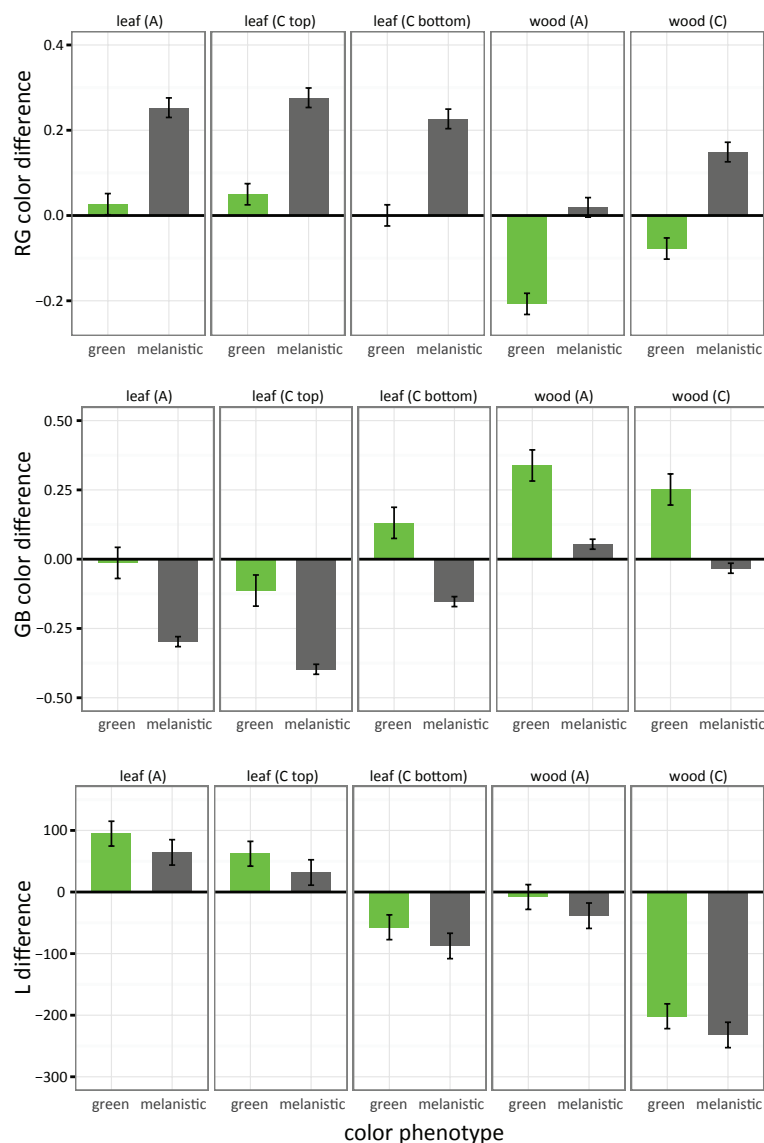 leaf (A) leaf (C top) leaf (C bottom) wood (A) wood (C)
RG color difference
0.4
0.2
0.0
−0.2
green melanistic green melanistic green melanistic green melanistic green melanistic
leaf (A) leaf (C top) leaf (C bottom) wood (A) wood (C)
GB color difference
0.50
0.25
0.00
−0.25
−0.50
green melanistic green melanistic green melanistic green melanistic green melanistic
leaf (A) leaf (C top) leaf (C bottom) wood (A) wood (C)
L difference
100
0
−100
−200
−300
green melanistic green melanistic green melanistic green melanistic green melanistic
color phenotype